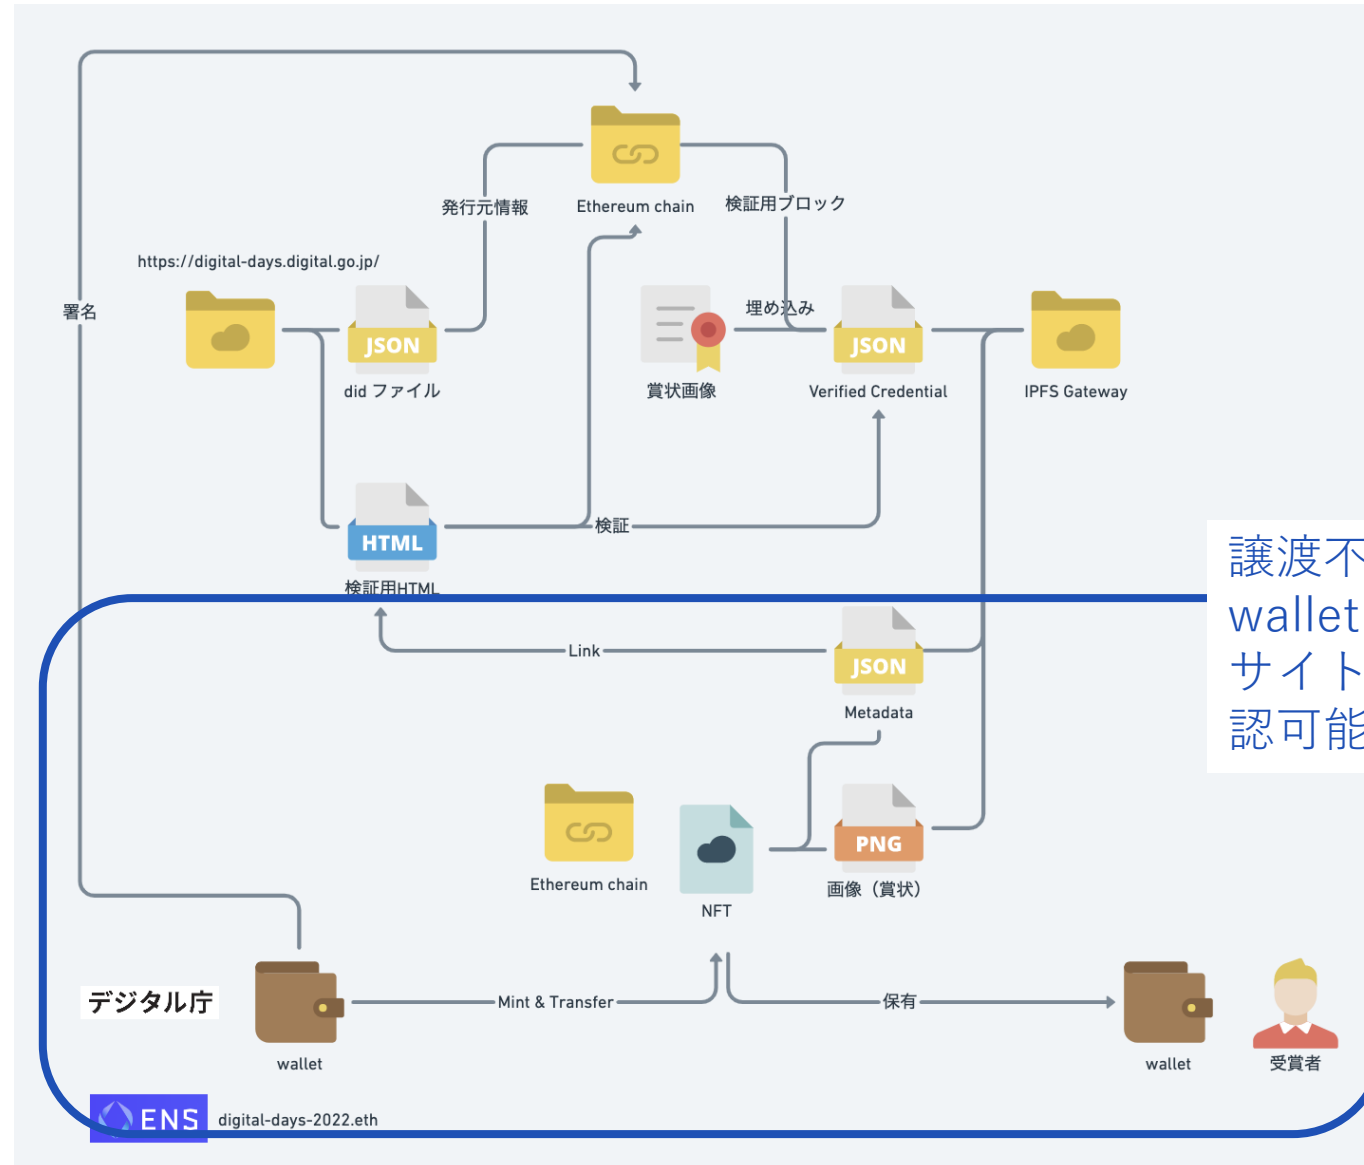 Ethereum chain
発行元情報
検証用ブロック
https://digital-days.digital.go.jp/
署名
埋め込み
JSON
JSON
did ファイル
賞状画像
Verified Credential
IPFS Gateway
HTML
検証
検証用HTML
譲渡不
wallet
サイト
認可能
Link
JSON
Metadata
PNG
Ethereum chain
NFT
画像（賞状）
デジタル庁
Mint & Transfer
保有
wallet
wallet
受賞者
ENS
digital-days-2022.eth